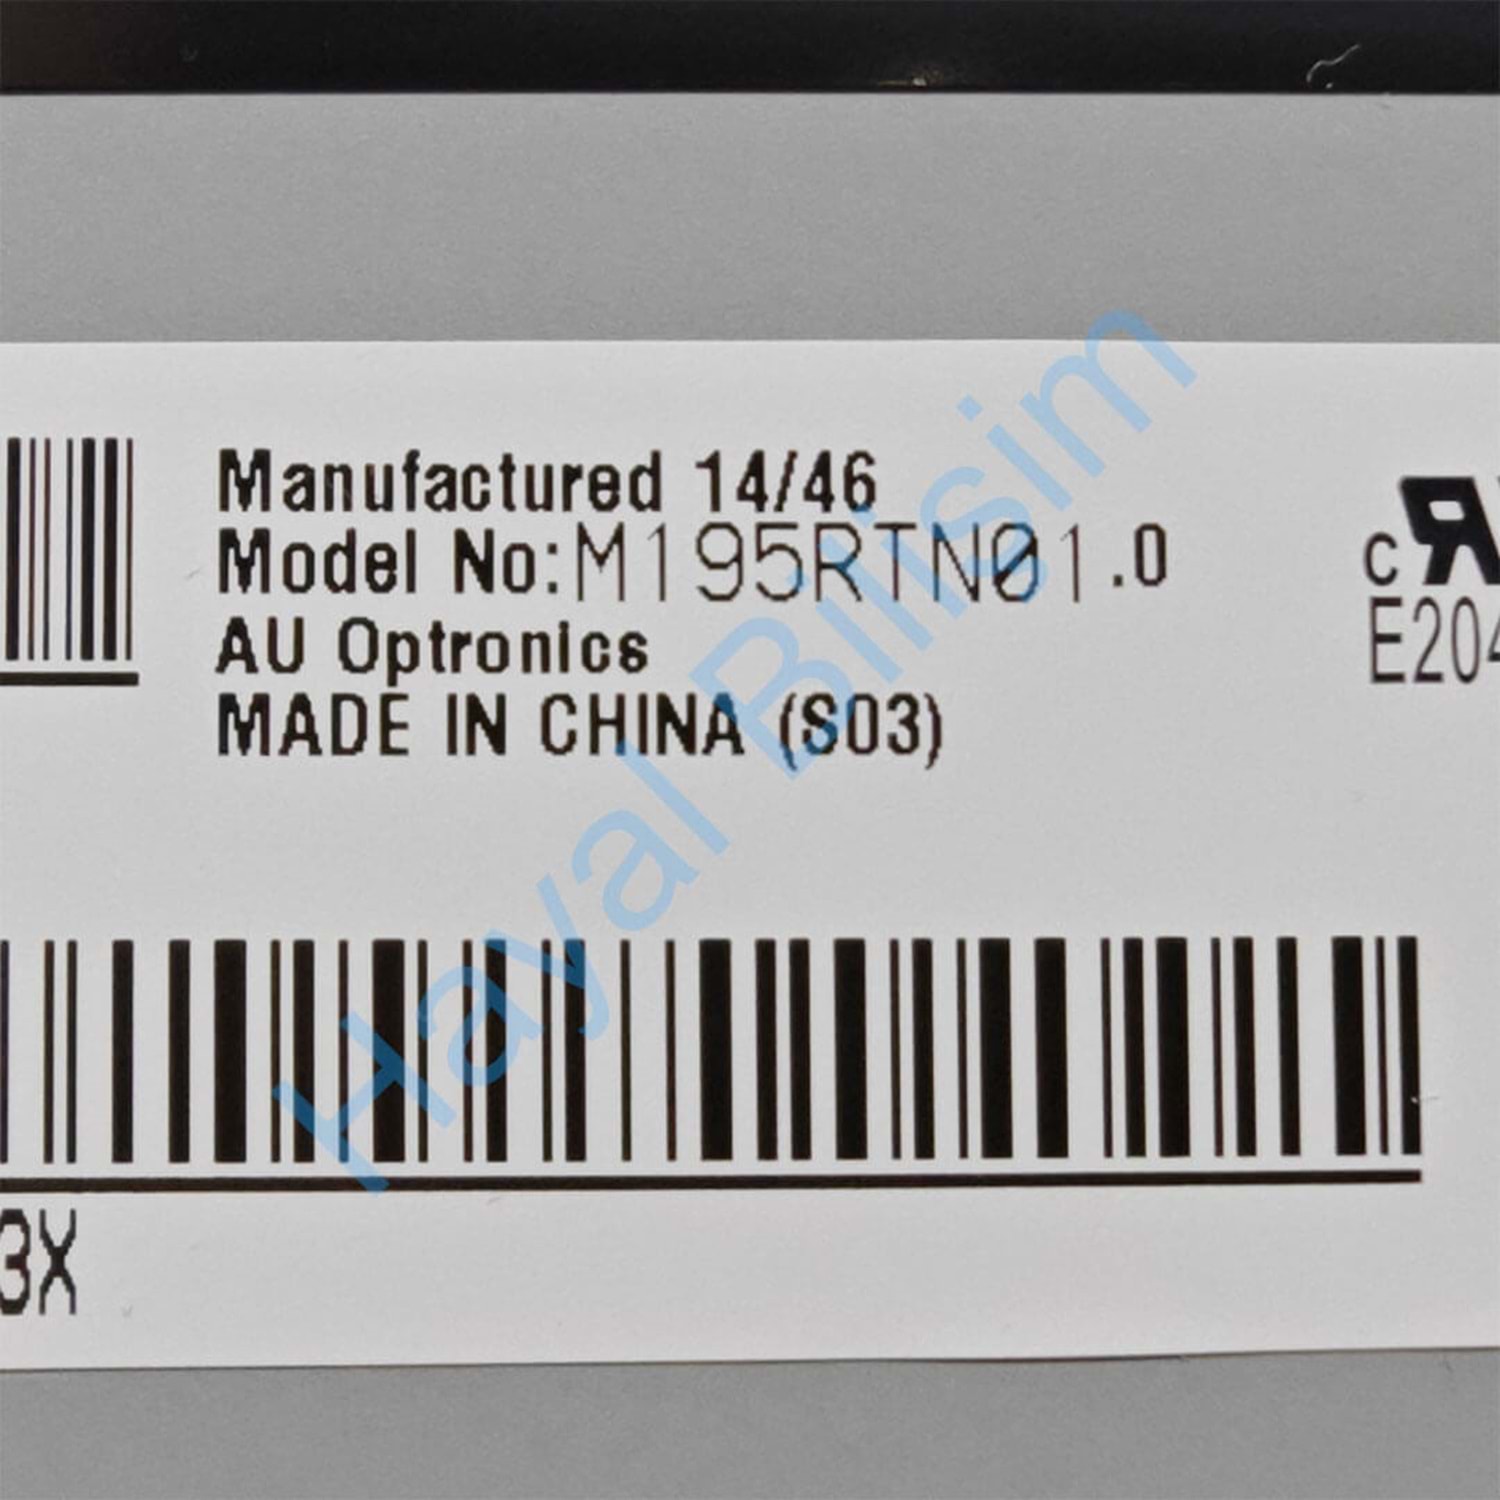 Manufactured 14/46
Model No:M195RTN01.0
AU Optronics
MADE IN CHINA (S03)
c
E204
3X
Hayal Bilisim